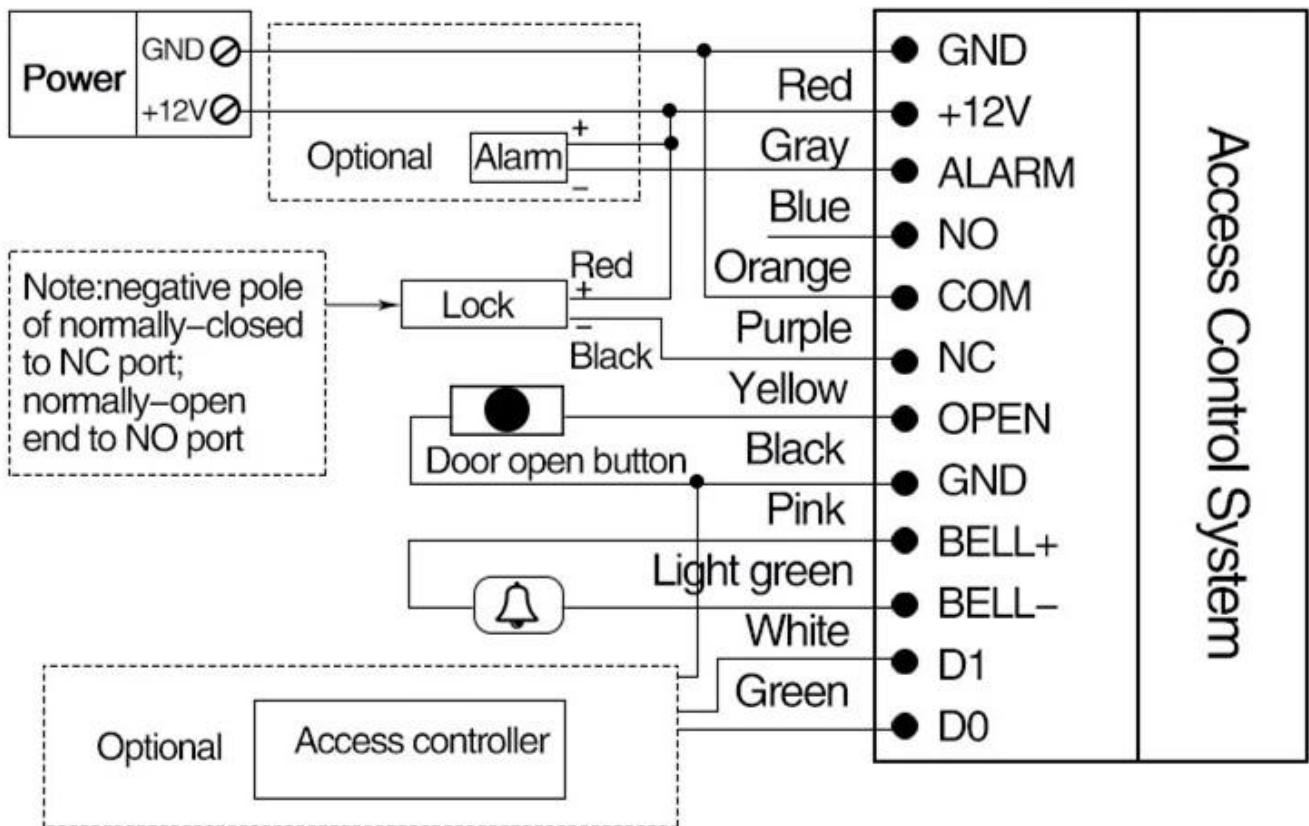 Power
GND
+12V
Optional
Alarm
+
−
Note:negative pole
of normally–closed
to NC port;
normally–open
end to NO port
Lock
Red
+
−
Black
Door open button
Optional
Access controller
Red
Gray
Blue
Orange
Purple
Yellow
Black
Pink
Light green
White
Green
GND
+12V
ALARM
NO
COM
NC
OPEN
GND
BELL+
BELL−
D1
D0
Access Control System